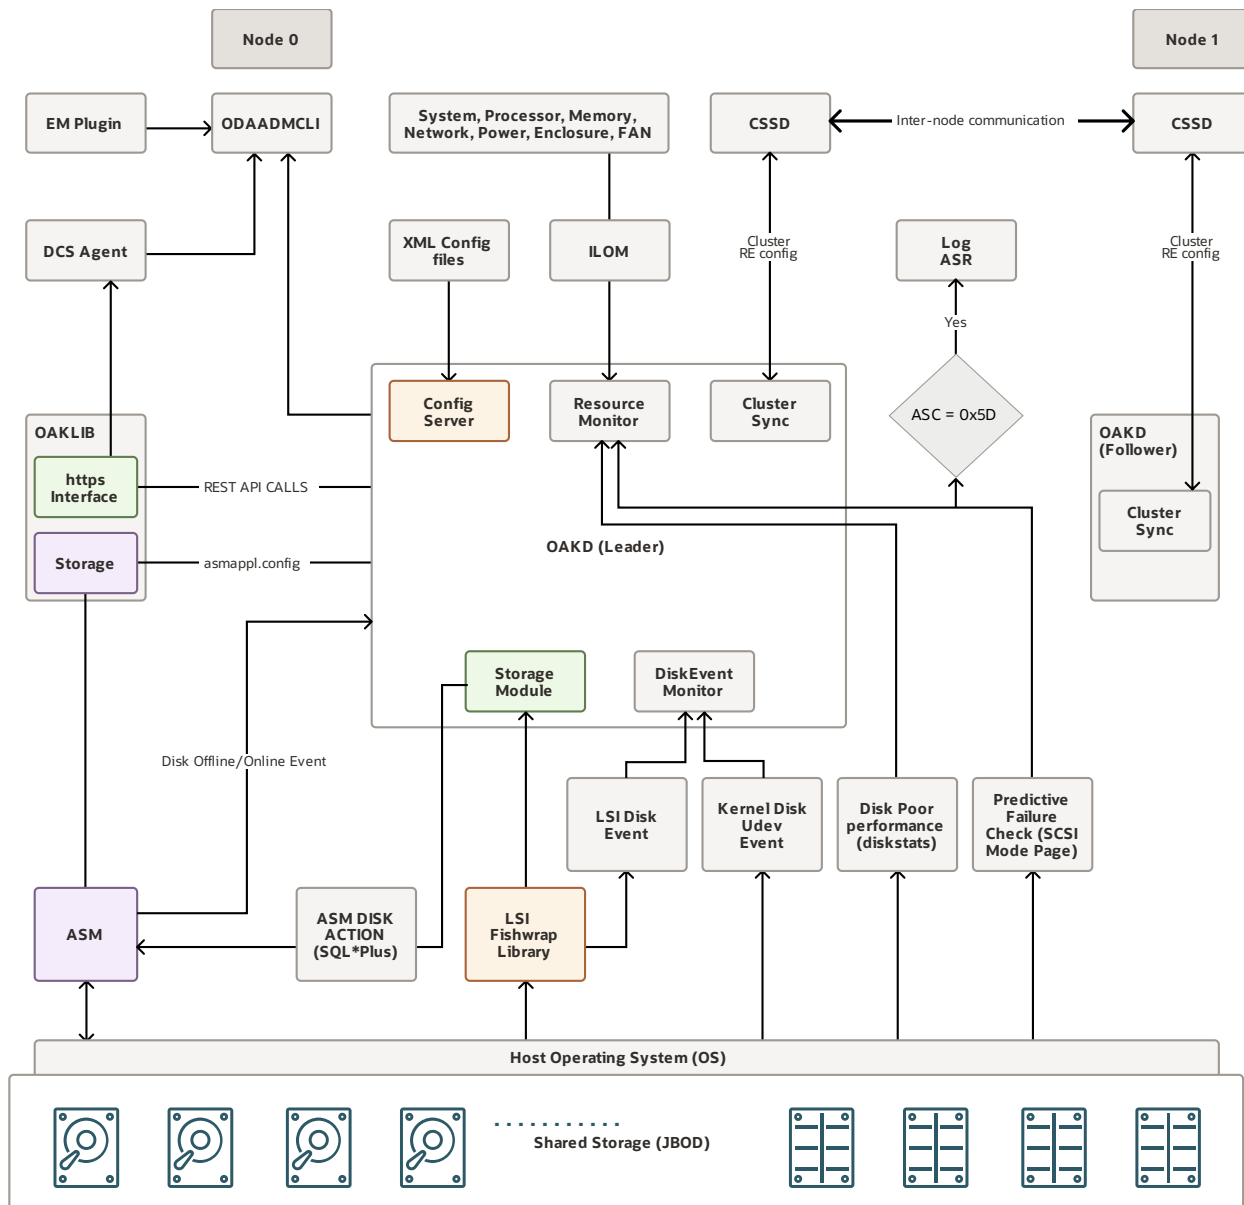 Node 0
Node 1
EM Plugin
ODAADMCLI
System, Processor, Memory,
Network, Power, Enclosure, FAN
CSSD
Inter-node communication
CSSD
DCS Agent
XML Config
files
ILOM
Cluster
RE config
Log
ASR
Cluster
RE config
Yes
OAKLIB
https
Interface
REST API CALLS
Storage
asmappl.config
Config
Server
Resource
Monitor
Cluster
Sync
ASC = 0x5D
OAKD
(Follower)
Cluster
Sync
OAKD (Leader)
Storage
Module
DiskEvent
Monitor
Disk Offline/Online Event
LSI Disk
Event
Kernel Disk
Udev
Event
Disk Poor
performance
(diskstats)
Predictive
Failure
Check (SCSI
Mode Page)
ASM
ASM DISK
ACTION
(SQL*Plus)
LSI
Fishwrap
Library
Host Operating System (OS)
Shared Storage (JBOD)